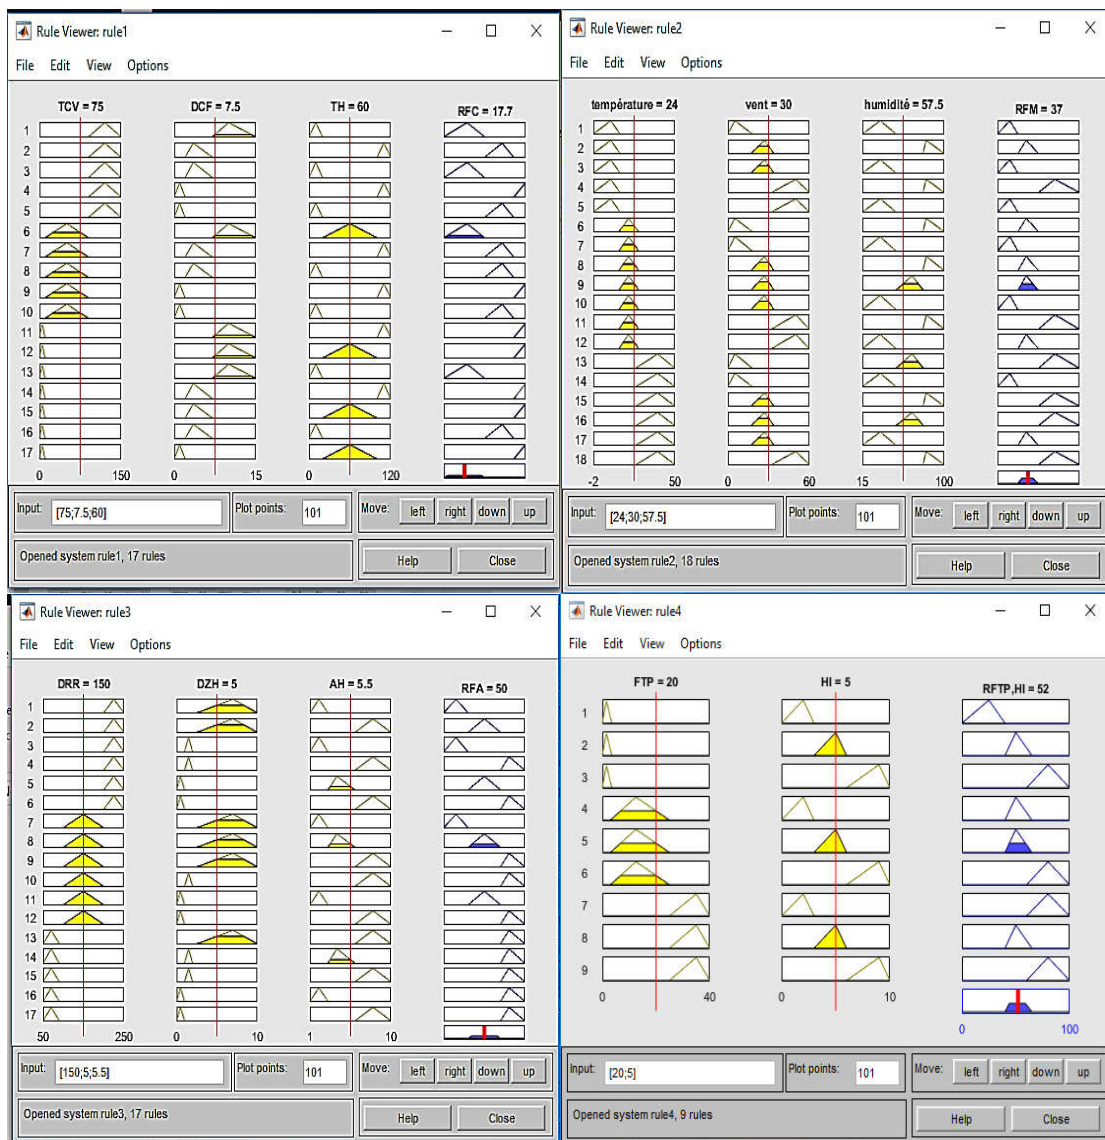 Rule Viewer: rule1
File Edit View Options
TCV = 75 DCF = 7.5 TH = 60 RFC = 17.7
1
2
3
4
5
6
7
8
9
10
11
12
13
14
15
16
17
0 150 0 15 0 120
Input: [75;7.5;60] Plot points: 101 Move: left right down up
Opened system rule1, 17 rules Help Close
Rule Viewer: rule2
File Edit View Options
température = 24 vent = 30 humidité = 57.5 RFM = 37
1
2
3
4
5
6
7
8
9
10
11
12
13
14
15
16
17
18
-2 50 0 60 15 100
Input: [24;30;57.5] Plot points: 101 Move: left right down up
Opened system rule2, 18 rules Help Close
Rule Viewer: rule3
File Edit View Options
DRR = 150 DZH = 5 AH = 5.5 RFA = 50
1
2
3
4
5
6
7
8
9
10
11
12
13
14
15
16
17
50 250 0 10 1 10
Input: [150;5;5.5] Plot points: 101 Move: left right down up
Opened system rule3, 17 rules Help Close
Rule Viewer: rule4
File Edit View Options
FTP = 20 HI = 5 RFTP,HI = 52
1
2
3
4
5
6
7
8
9
0 40 0 10 0 100
Input: [20;5] Plot points: 101 Move: left right down up
Opened system rule4, 9 rules Help Close